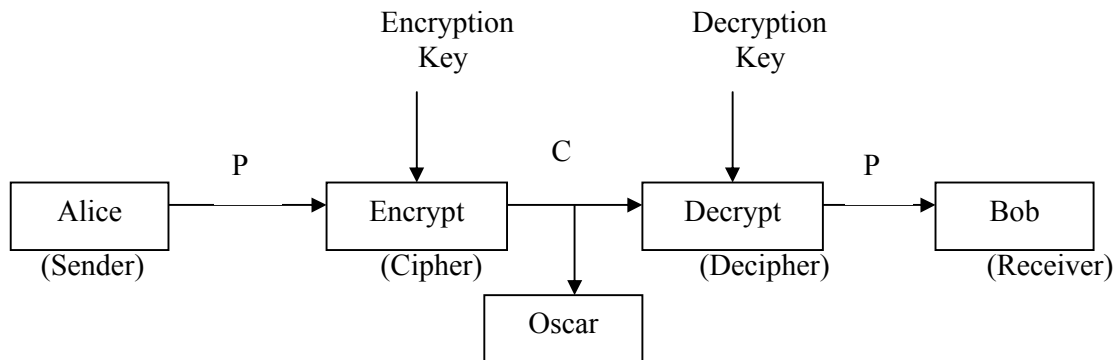 Encryption
Key
Decryption
Key
P
C
P
Alice
Encrypt
Decrypt
Bob
(Sender)
(Cipher)
(Decipher)
(Receiver)
Oscar